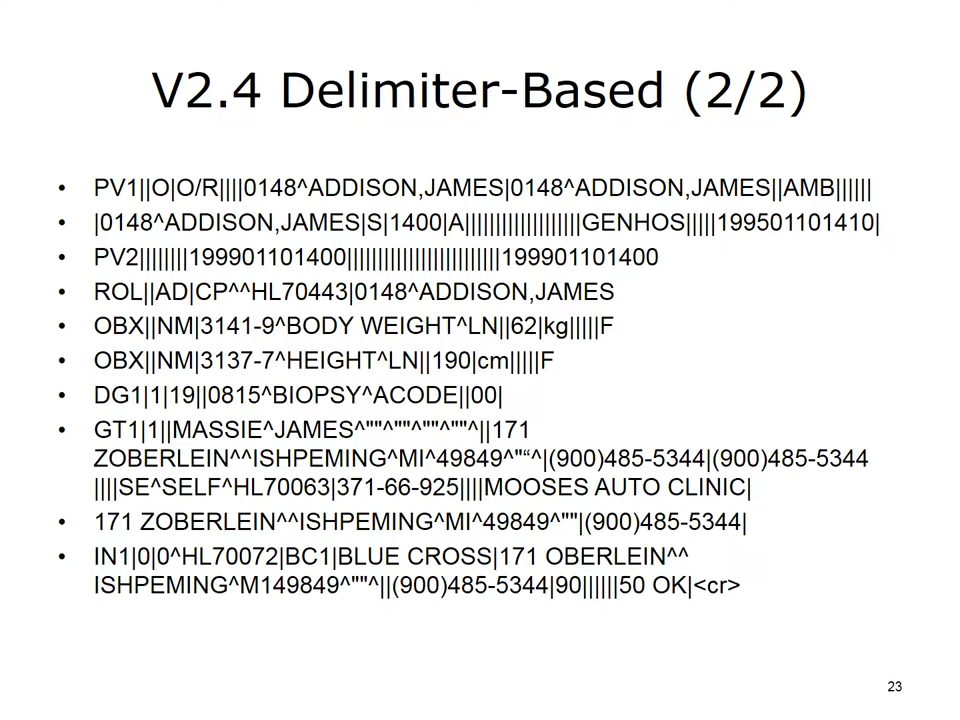 V2.4 Delimiter-Based (2/2)
• PV1||O|O/R||||0148^ADDISON,JAMES|0148^ADDISON,JAMES||AMB||||||
• |0148^ADDISON,JAMES|S|1400|A|||||||||||||||||||GENHOS|||||199501101410|
• PV2||||||||199901101400||||||||||||||||||||||||199901101400
• ROL||AD|CP^^HL70443|0148^ADDISON,JAMES
• OBX||NM|3141-9^BODY WEIGHT^LN||62|kg|||||F
• OBX||NM|3137-7^HEIGHT^LN||190|cm|||||F
• DG1|1|19||0815^BIOPSY^ACODE||00|
• GT1|1||MASSIE^JAMES^""^""^""^""^||171
ZOBERLEIN^^ISHPEMING^MI^49849^"“^|(900)485-5344|(900)485-5344
||||SE^SELF^HL70063|371-66-925||||MOOSES AUTO CLINIC|
• 171 ZOBERLEIN^^ISHPEMING^MI^49849^""|(900)485-5344|
• IN1|0|0^HL70072|BC1|BLUE CROSS|171 OBERLEIN^^
ISHPEMING^M149849^""^||(900)485-5344|90||||||50 OK|<cr>
23